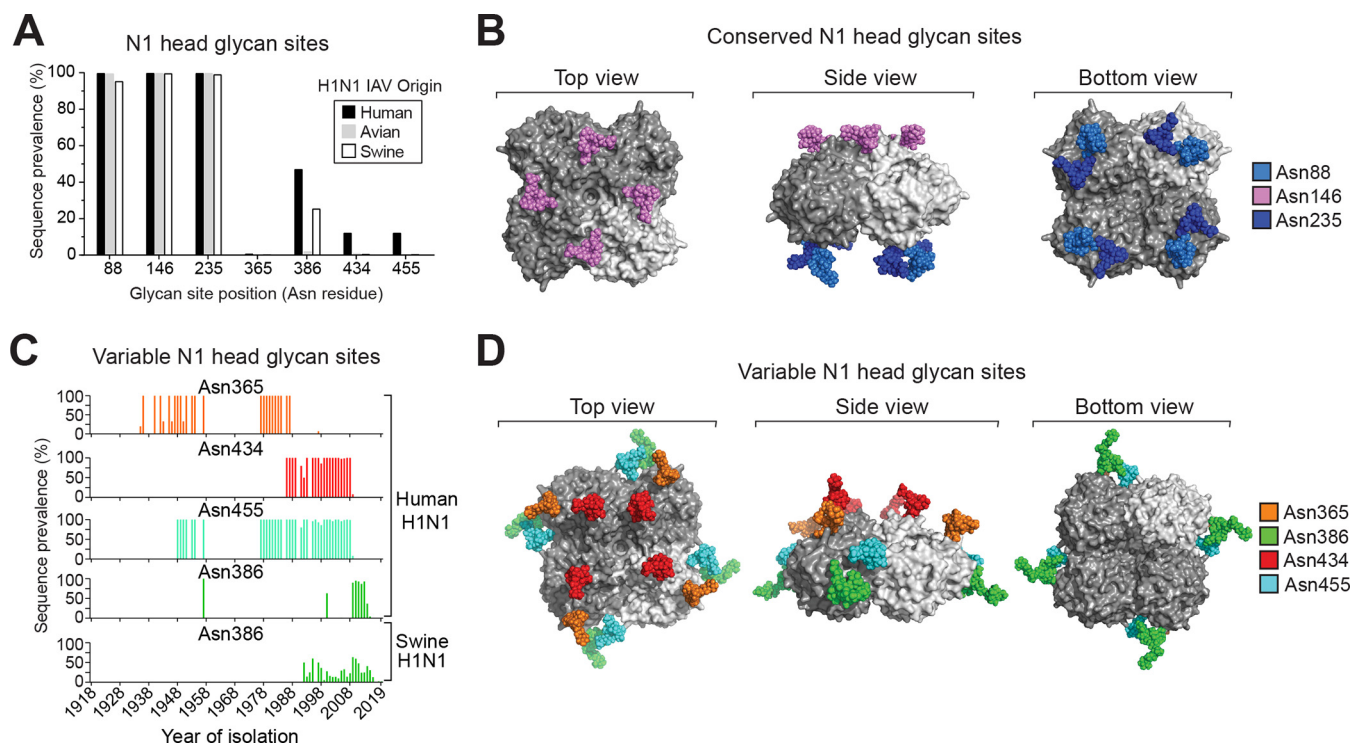 A
N1 head glycan sites
Sequence prevalence (%)
100
80
60
40
20
0
H1N1 IAV Origin
Human
Avian
Swine
88 146 235 365 386 434 455
Glycan site position (Asn residue)
B
Conserved N1 head glycan sites
Top view Side view Bottom view
Asn88
Asn146
Asn235
C
Variable N1 head glycan sites
Sequence prevalence (%)
Asn365
100
50
0
Asn434
100
50
0
Asn455
100
50
0
Asn386
100
50
0
Asn386
100
50
0
Human
H1N1
Swine
H1N1
1918 1928 1938 1948 1958 1968 1978 1988 1998 2008 2019
Year of isolation
D
Variable N1 head glycan sites
Top view Side view Bottom view
Asn365
Asn386
Asn434
Asn455